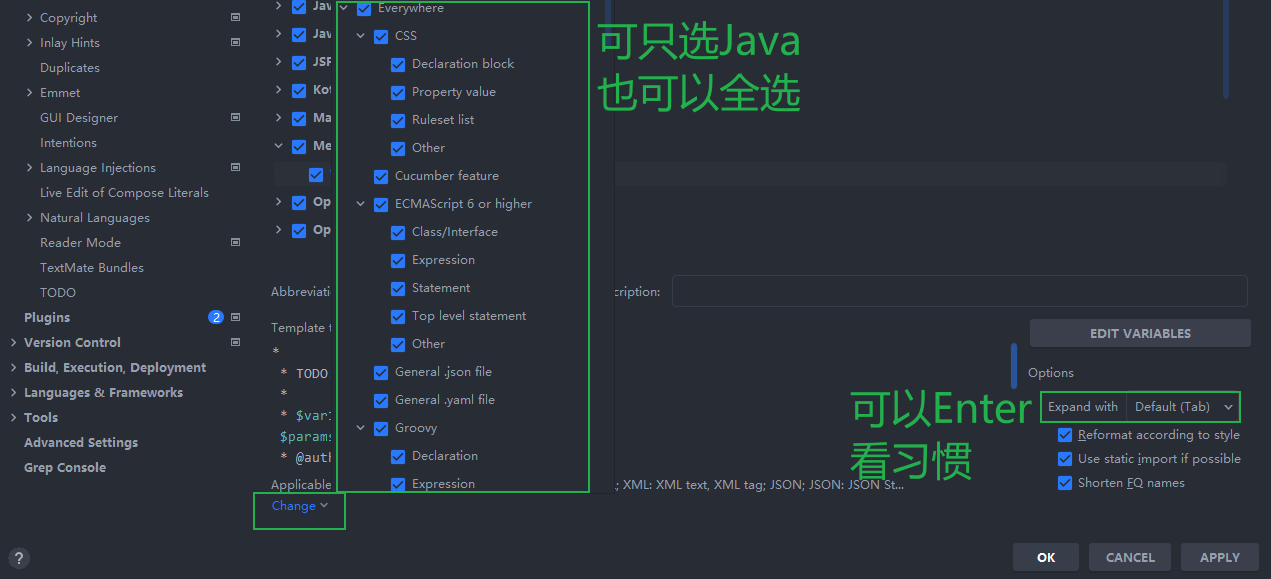 Copyright
Inlay Hints
Duplicates
Emmet
GUI Designer
Intentions
Language Injections
Live Edit of Compose Literals
Natural Languages
Reader Mode
TextMate Bundles
TODO
Plugins 2
Version Control
Build, Execution, Deployment
Languages & Frameworks
Tools
Advanced Settings
Grep Console
?
Jav
Jav
JSP
Kot
Ma
Me
Op
Op
Everywhere
CSS
Declaration block
Property value
Ruleset list
Other
Cucumber feature
ECMAScript 6 or higher
Class/Interface
Expression
Statement
Top level statement
Other
General .json file
General .yaml file
Groovy
Declaration
Expression
可只选Java
也可以全选
Abbreviati
cription:
Template t
*
* TODO
*
* $var1
$params
* @auth
Applicable
; XML: XML text, XML tag; JSON; JSON: JSON St...
Change
EDIT VARIABLES
Options
可以Enter
看习惯
Expand with Default (Tab)
Reformat according to style
Use static import if possible
Shorten FQ names
OK CANCEL APPLY